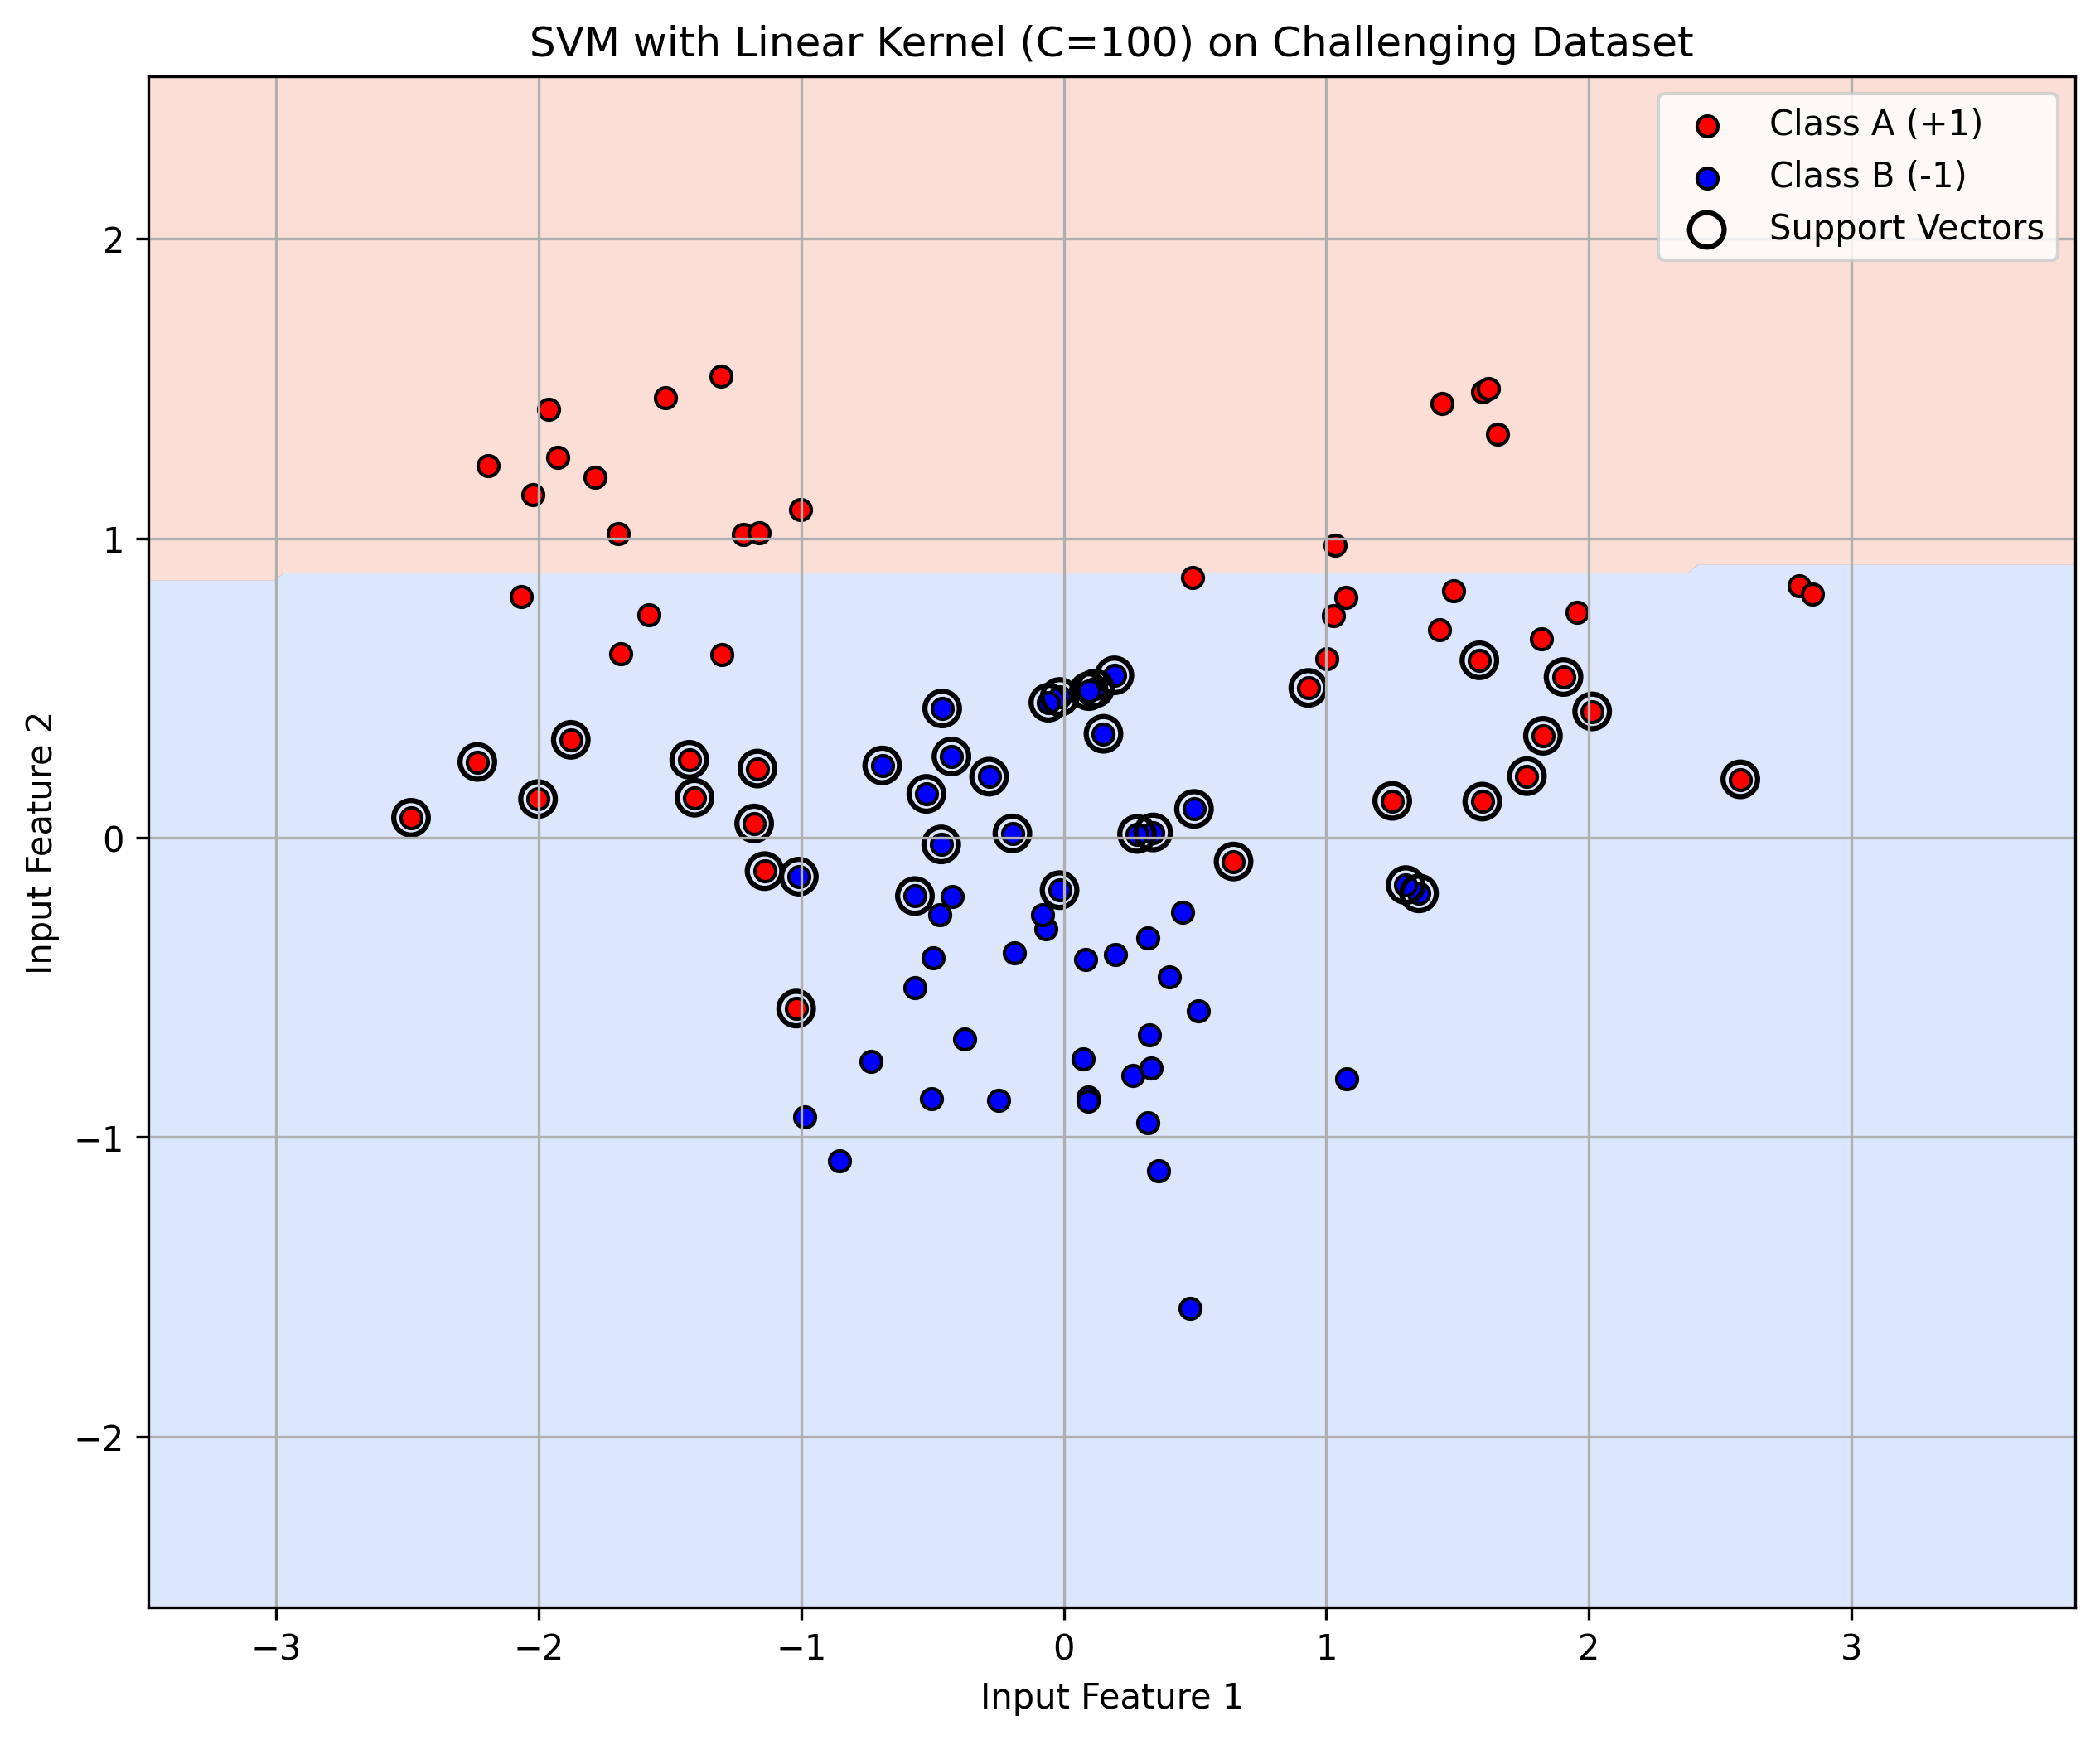 SVM with Linear Kernel (C=100) on Challenging Dataset
Class A (+1)
Class B (-1)
Support Vectors
2
1
0
−1
−2
Input Feature 2
−3
−2
−1
0
1
2
3
Input Feature 1